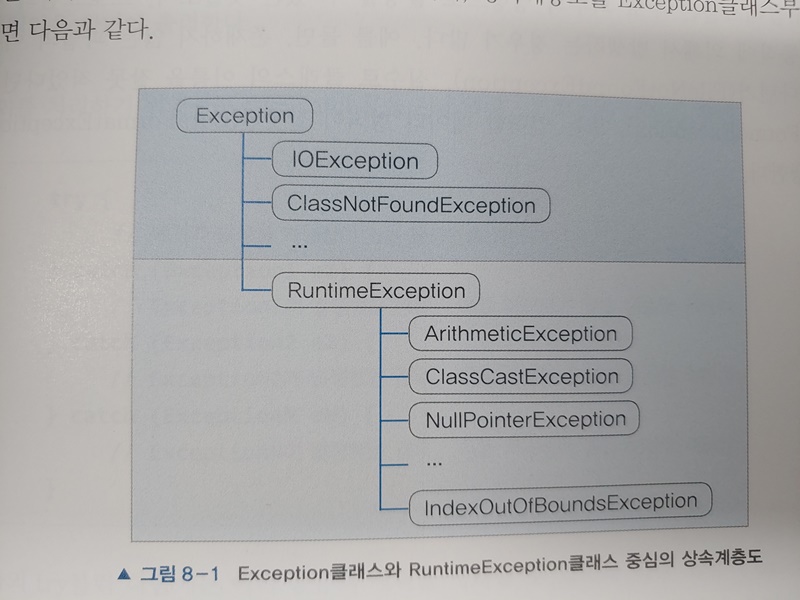 Exception클래스부
면 다음과 같다.
Exception
IOException
ClassNotFoundException
...
RuntimeException
ArithmeticException
ClassCastException
NullPointerException
...
IndexOutOfBoundsException
▲ 그림 8-1 Exception클래스와 RuntimeException클래스 중심의 상속계층도